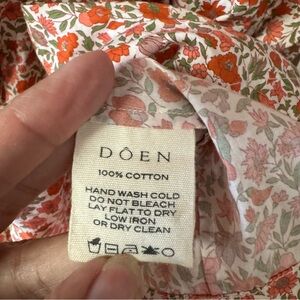 DÔEN
100% COTTON
HAND WASH COLD
DO NOT BLEACH
LAY FLAT TO DRY
LOW IRON
OR DRY CLEAN